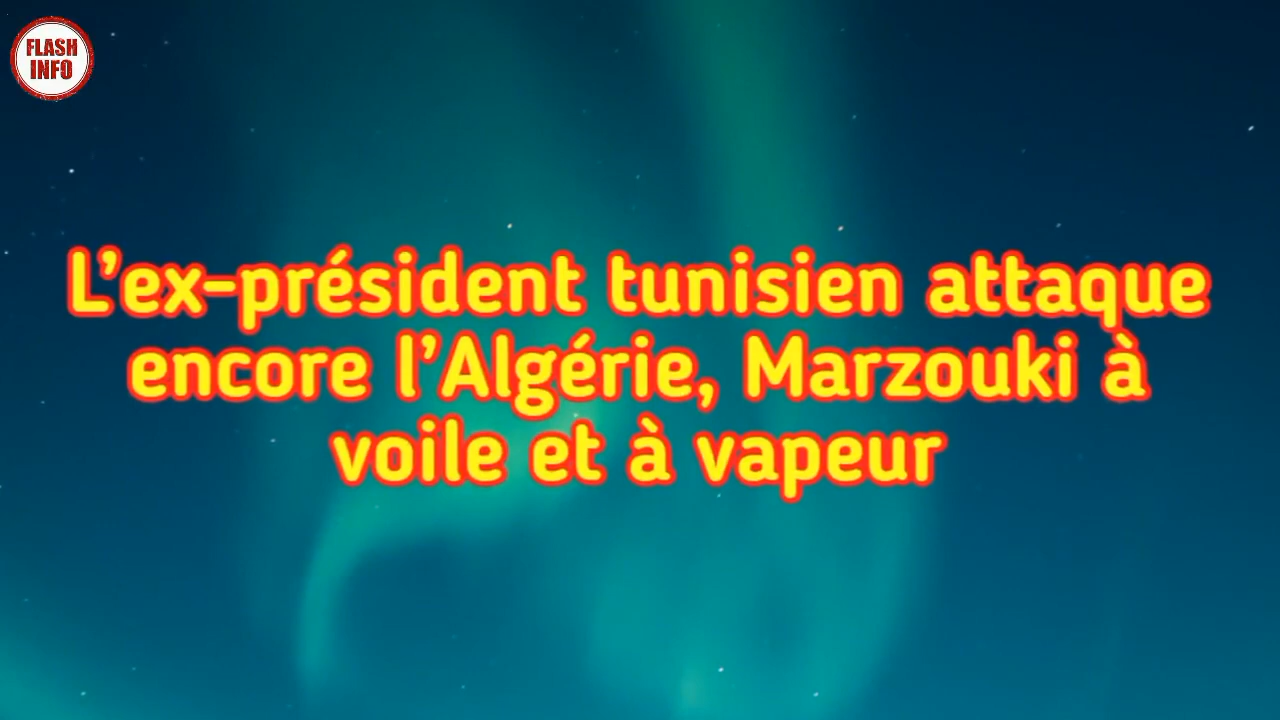 FLASH
INFO
L’ex-président tunisien attaque
encore l’Algérie, Marzouki à
voile et à vapeur